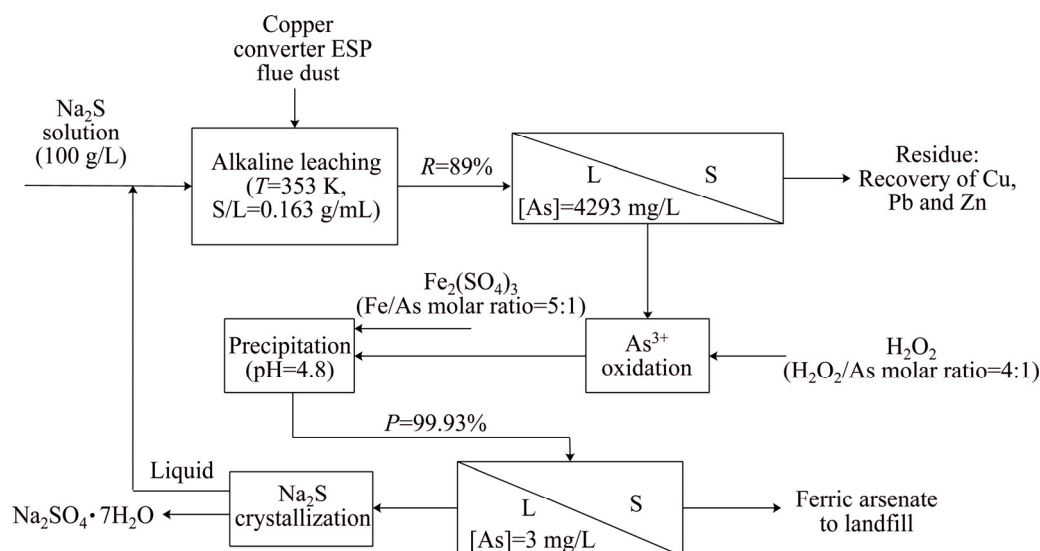 Copper
converter ESP
flue dust
Na₂S
solution
(100 g/L)
Alkaline leaching
(T=353 K,
S/L=0.163 g/mL)
R=89%
L
S
[As]=4293 mg/L
Residue:
Recovery of Cu,
Pb and Zn
Fe₂(SO₄)₃
(Fe/As molar ratio=5:1)
Precipitation
(pH=4.8)
As³⁺
oxidation
H₂O₂
(H₂O₂/As molar ratio=4:1)
P=99.93%
Liquid
Na₂S
crystallization
Na₂SO₄·7H₂O
L
S
[As]=3 mg/L
Ferric arsenate
to landfill